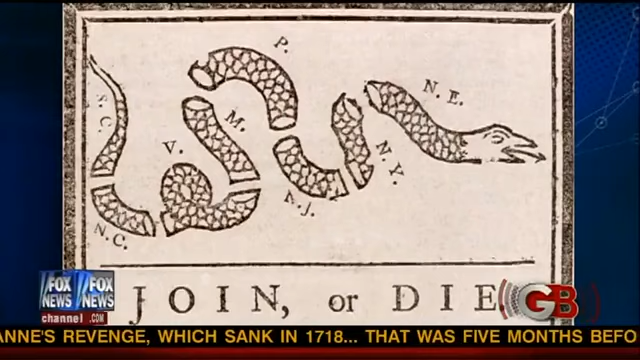 P.
N. E.
S. C.
M.
V.
N. Y.
N.J.
N.C.
JOIN, or DIE
FOX NEWS
FOX NEWS
channel
.COM
GB
ANNE'S REVENGE, WHICH SANK IN 1718... THAT WAS FIVE MONTHS BEFO